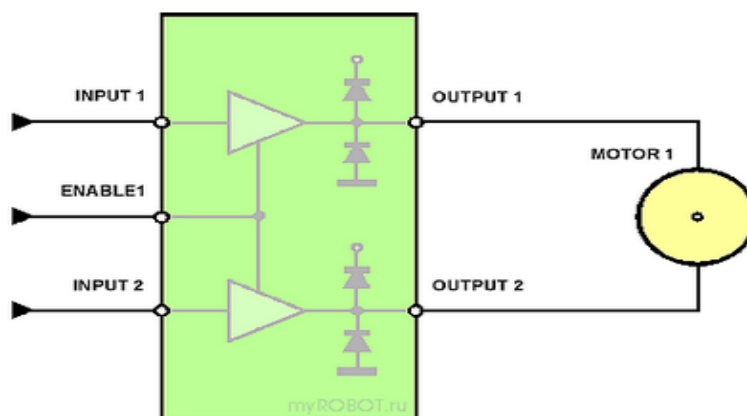 INPUT 1
OUTPUT 1
MOTOR 1
ENABLE1
INPUT 2
OUTPUT 2
myROBOT.ru